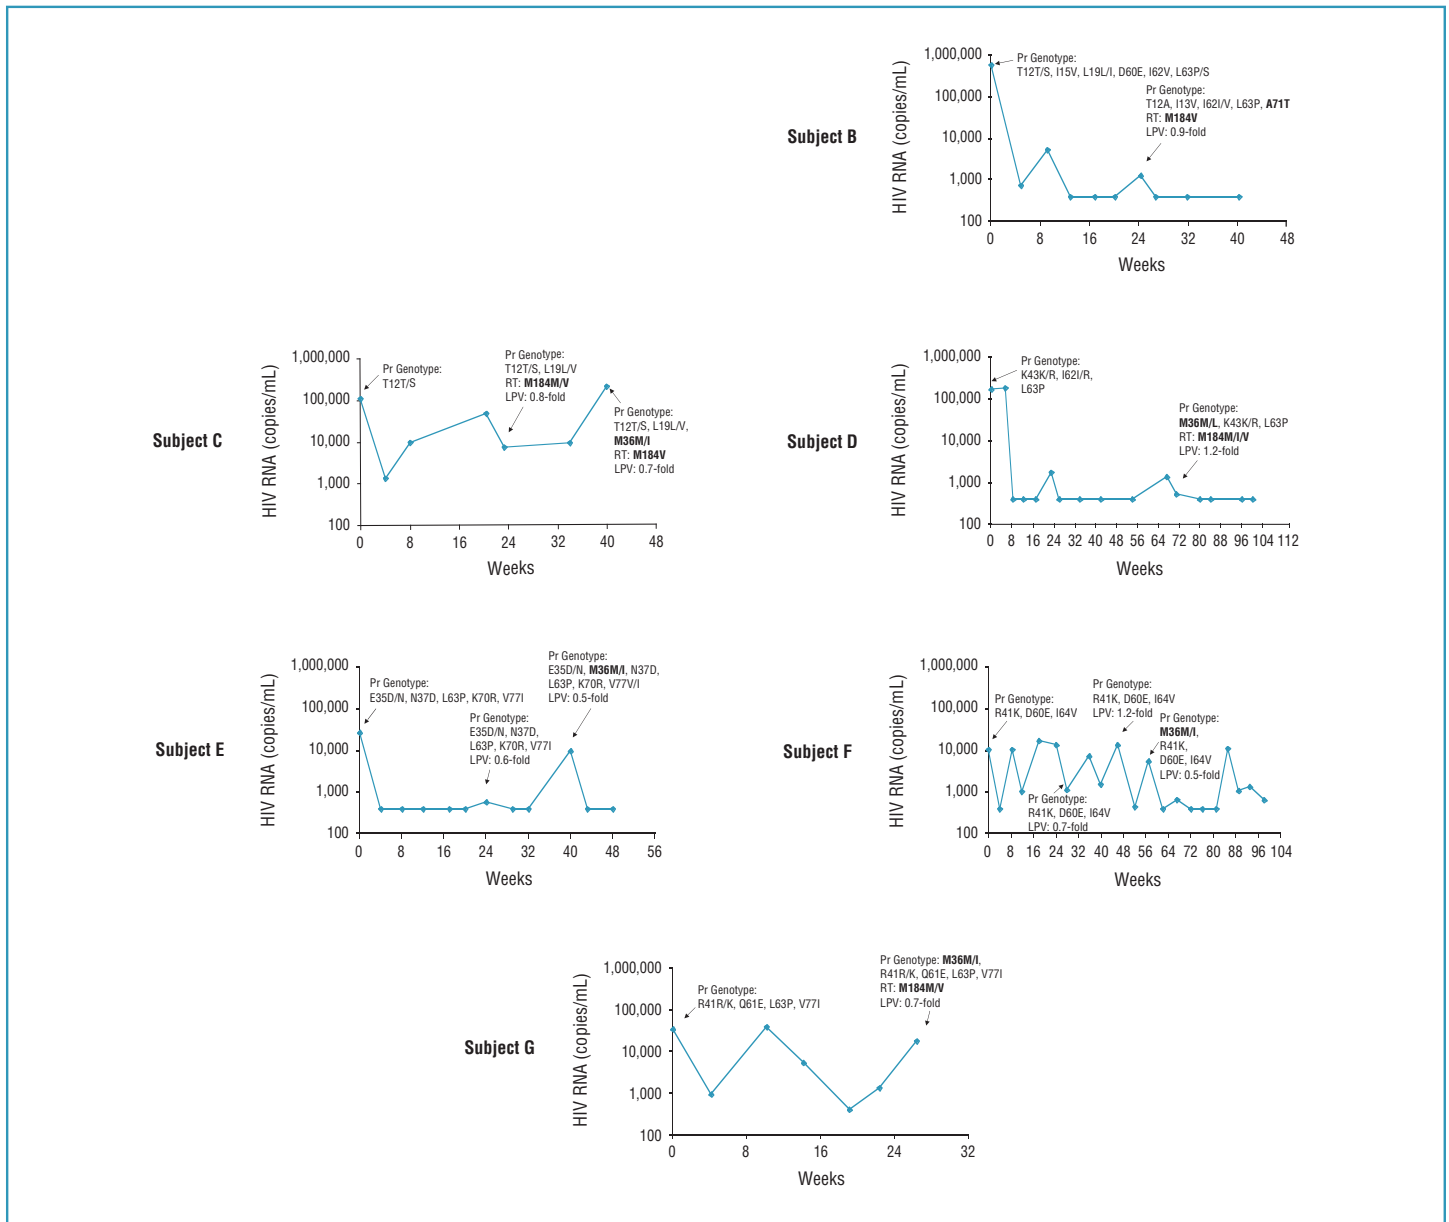 Subject B
HIV RNA (copies/mL)
1,000,000
100,000
10,000
1,000
100
Pr Genotype:
T12T/S, I15V, L19L/I, D60E, I62V, L63P/S
Pr Genotype:
T12A, I13V, I62I/V, L63P, A71T
RT: M184V
LPV: 0.9-fold
0 8 16 24 32 40 48
Weeks
Subject C
HIV RNA (copies/mL)
1,000,000
100,000
10,000
1,000
100
Pr Genotype:
T12T/S
Pr Genotype:
T12T/S, L19L/V
RT: M184M/V
LPV: 0.8-fold
Pr Genotype:
T12T/S, L19L/V,
M36M/I
RT: M184V
LPV: 0.7-fold
0 8 16 24 32 40 48
Weeks
Subject D
HIV RNA (copies/mL)
1,000,000
100,000
10,000
1,000
100
Pr Genotype:
K43K/R, I62I/R,
L63P
Pr Genotype:
M36M/L, K43K/R, L63P
RT: M184M/I/V
LPV: 1.2-fold
0 8 16 24 32 40 48 56 64 72 80 88 96 104 112
Weeks
Subject E
HIV RNA (copies/mL)
1,000,000
100,000
10,000
1,000
100
Pr Genotype:
E35D/N, N37D, L63P, K70R, V77I
Pr Genotype:
E35D/N, N37D,
L63P, K70R, V77I
LPV: 0.6-fold
Pr Genotype:
E35D/N, M36M/I, N37D,
L63P, K70R, V77V/I
LPV: 0.5-fold
0 8 16 24 32 40 48 56
Weeks
Subject F
HIV RNA (copies/mL)
1,000,000
100,000
10,000
1,000
100
Pr Genotype:
R41K, D60E, I64V
Pr Genotype:
R41K, D60E, I64V
LPV: 0.7-fold
Pr Genotype:
R41K, D60E, I64V
LPV: 1.2-fold
Pr Genotype:
M36M/I,
R41K,
D60E, I64V
LPV: 0.5-fold
0 8 16 24 32 40 48 56 64 72 80 88 96 104
Weeks
Subject G
HIV RNA (copies/mL)
1,000,000
100,000
10,000
1,000
100
Pr Genotype:
R41R/K, Q61E, L63P, V77I
Pr Genotype: M36M/I,
R41R/K, Q61E, L63P, V77I
RT: M184M/V
LPV: 0.7-fold
0 8 16 24 32
Weeks